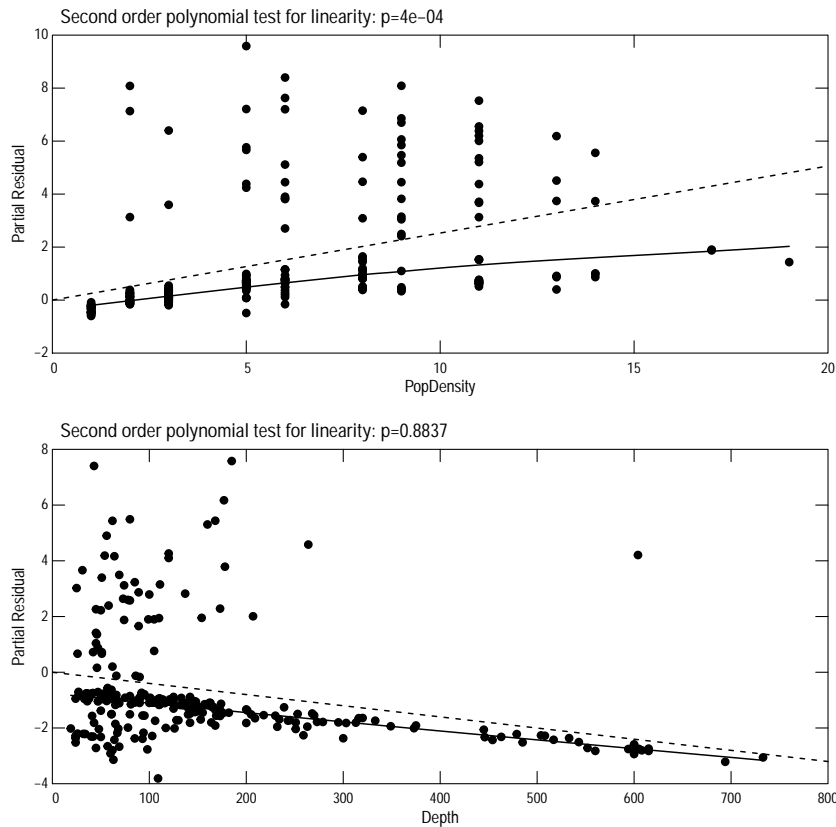 Second order polynomial test for linearity: p=4e−04
10
8
6
4
2
0
−2
Partial Residual
0 5 10 15 20
PopDensity
Second order polynomial test for linearity: p=0.8837
8
6
4
2
0
−2
−4
Partial Residual
0 100 200 300 400 500 600 700 800
Depth